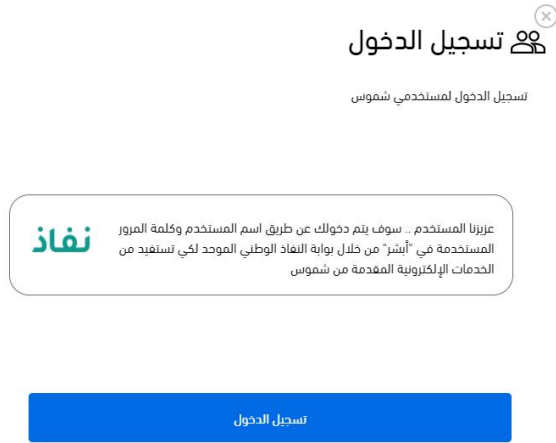 تسجيل الدخول
تسجيل الدخول لمستخدمي شموس
عزيزنا المستخدم .. سوف يتم دخولك عن طريق اسم المستخدم وكلمة المرور
المستخدمة في "أبشر" من خلال بوابة النفاذ الوطني الموحد لكي تستفيد من
الخدمات الإلكترونية المقدمة من شموس
نفاذ
تسجيل الدخول